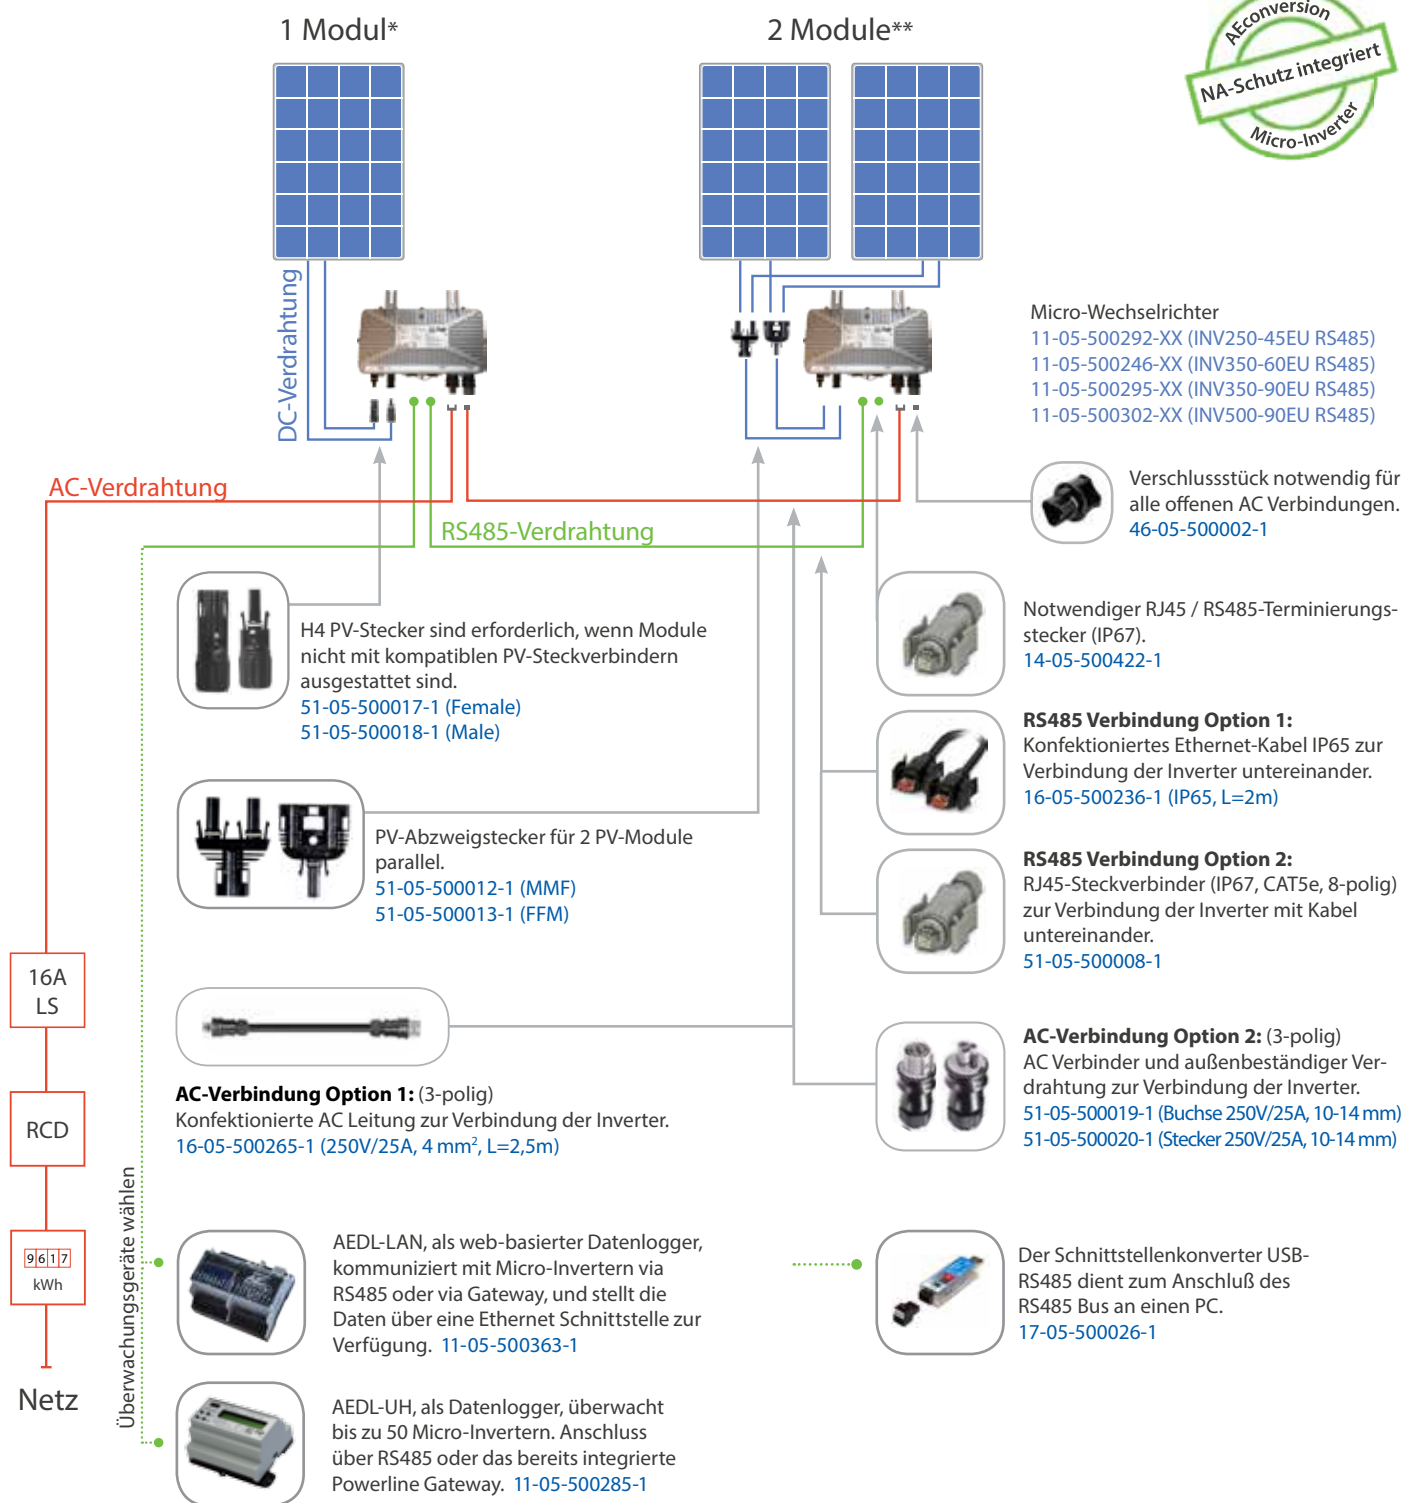 1 Modul*
2 Module**
AEconversion
NA-Schutz integriert
Micro-Inverter
DC-Verdrahtung
Micro-Wechselrichter
11-05-500292-XX (INV250-45EU RS485)
11-05-500246-XX (INV350-60EU RS485)
11-05-500295-XX (INV350-90EU RS485)
11-05-500302-XX (INV500-90EU RS485)
AC-Verdrahtung
RS485-Verdrahtung
Verschlussstück notwendig für
alle offenen AC Verbindungen.
46-05-500002-1
H4 PV-Stecker sind erforderlich, wenn Module
nicht mit kompatiblen PV-Steckverbindern
ausgestattet sind.
51-05-500017-1 (Female)
51-05-500018-1 (Male)
Notwendiger RJ45 / RS485-Terminierungs-
stecker (IP67).
14-05-500422-1
RS485 Verbindung Option 1:
Konfektioniertes Ethernet-Kabel IP65 zur
Verbindung der Inverter untereinander.
16-05-500236-1 (IP65, L=2m)
PV-Abzweigstecker für 2 PV-Module
parallel.
51-05-500012-1 (MMF)
51-05-500013-1 (FFM)
RS485 Verbindung Option 2:
RJ45-Steckverbinder (IP67, CAT5e, 8-polig)
zur Verbindung der Inverter mit Kabel
untereinander.
51-05-500008-1
16A
LS
RCD
9617
kWh
Netz
AC-Verbindung Option 1: (3-polig)
Konfektionierte AC Leitung zur Verbindung der Inverter.
16-05-500265-1 (250V/25A, 4 mm², L=2,5m)
AC-Verbindung Option 2: (3-polig)
AC Verbinder und außenbeständiger Ver-
drahtung zur Verbindung der Inverter.
51-05-500019-1 (Buchse 250V/25A, 10-14 mm)
51-05-500020-1 (Stecker 250V/25A, 10-14 mm)
Überwachungsgeräte wählen
AEDL-LAN, als web-basierter Datenlogger,
kommuniziert mit Micro-Invertern via
RS485 oder via Gateway, und stellt die
Daten über eine Ethernet Schnittstelle zur
Verfügung. 11-05-500363-1
Der Schnittstellenkonverter USB-
RS485 dient zum Anschluß des
RS485 Bus an einen PC.
17-05-500026-1
AEDL-UH, als Datenlogger, überwacht
bis zu 50 Micro-Invertern. Anschluss
über RS485 oder das bereits integrierte
Powerline Gateway. 11-05-500285-1